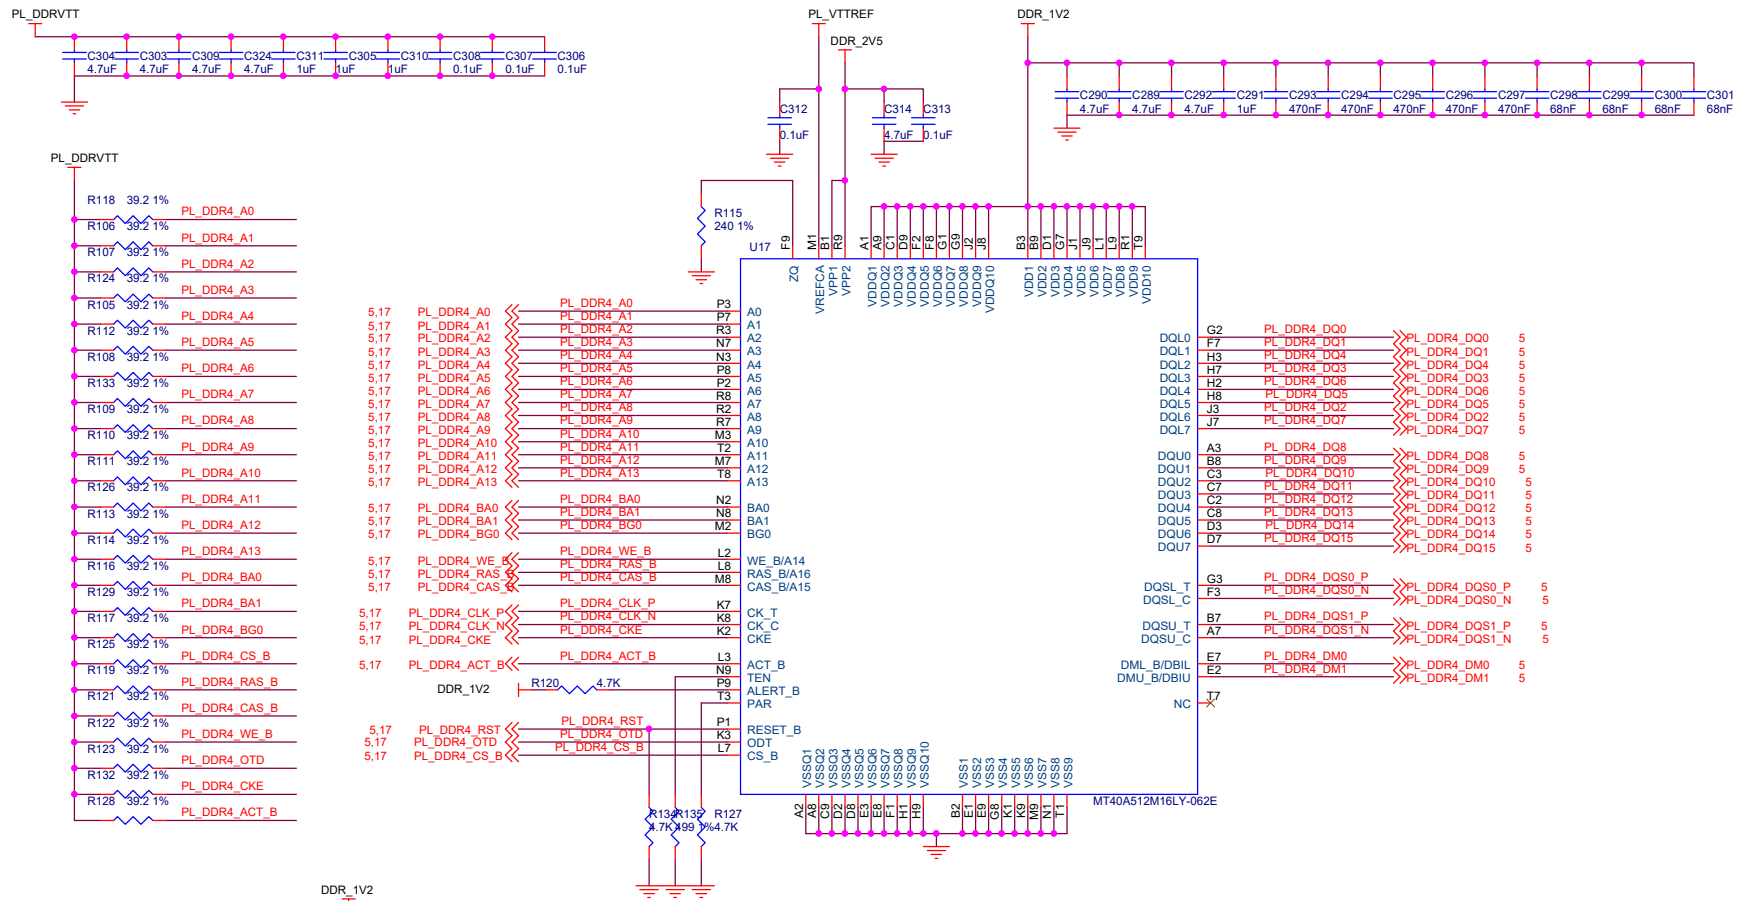 PL_DDRVTT
C304 4.7uF
C303 4.7uF
C309 4.7uF
C324 4.7uF
C311 1uF
C305 1uF
C310 1uF
C308 0.1uF
C307 0.1uF
C306 0.1uF
PL_VTTREF
DDR_2V5
DDR_1V2
C312 0.1uF
C314 4.7uF
C313 0.1uF
C290 4.7uF
C289 4.7uF
C292 4.7uF
C291 1uF
C293 470nF
C294 470nF
C295 470nF
C296 470nF
C297 470nF
C298 68nF
C299 68nF
C300 68nF
C301 68nF
PL_DDRVTT
R118 39.2 1% PL_DDR4_A0
R106 39.2 1% PL_DDR4_A1
R107 39.2 1% PL_DDR4_A2
R124 39.2 1% PL_DDR4_A3
R105 39.2 1% PL_DDR4_A4
R112 39.2 1% PL_DDR4_A5
R108 39.2 1% PL_DDR4_A6
R133 39.2 1% PL_DDR4_A7
R109 39.2 1% PL_DDR4_A8
R110 39.2 1% PL_DDR4_A9
R111 39.2 1% PL_DDR4_A10
R126 39.2 1% PL_DDR4_A11
R113 39.2 1% PL_DDR4_A12
R114 39.2 1% PL_DDR4_A13
R116 39.2 1% PL_DDR4_BA0
R129 39.2 1% PL_DDR4_BA1
R117 39.2 1% PL_DDR4_BG0
R125 39.2 1% PL_DDR4_CS_B
R119 39.2 1% PL_DDR4_RAS_B
R121 39.2 1% PL_DDR4_CAS_B
R122 39.2 1% PL_DDR4_WE_B
R123 39.2 1% PL_DDR4_OTD
R132 39.2 1% PL_DDR4_CKE
R128 39.2 1% PL_DDR4_ACT_B
R115
240 1%
U17
F9 ZQ
M1 VREFCA
B1 VPP1
R9 VPP2
A1 VDDQ1
A9 VDDQ2
C1 VDDQ3
D9 VDDQ4
F2 VDDQ5
F8 VDDQ6
G1 VDDQ7
G9 VDDQ8
J2 VDDQ9
J8 VDDQ10
B3 VDD1
B9 VDD2
D1 VDD3
G7 VDD4
J1 VDD5
J9 VDD6
L1 VDD7
L9 VDD8
R1 VDD9
T9 VDD10
5,17 PL_DDR4_A0 PL_DDR4_A0 P3 A0
5,17 PL_DDR4_A1 PL_DDR4_A1 P7 A1
5,17 PL_DDR4_A2 PL_DDR4_A2 R3 A2
5,17 PL_DDR4_A3 PL_DDR4_A3 N7 A3
5,17 PL_DDR4_A4 PL_DDR4_A4 N3 A4
5,17 PL_DDR4_A5 PL_DDR4_A5 P8 A5
5,17 PL_DDR4_A6 PL_DDR4_A6 P2 A6
5,17 PL_DDR4_A7 PL_DDR4_A7 R8 A7
5,17 PL_DDR4_A8 PL_DDR4_A8 R2 A8
5,17 PL_DDR4_A9 PL_DDR4_A9 R7 A9
5,17 PL_DDR4_A10 PL_DDR4_A10 M3 A10
5,17 PL_DDR4_A11 PL_DDR4_A11 T2 A11
5,17 PL_DDR4_A12 PL_DDR4_A12 M7 A12
5,17 PL_DDR4_A13 PL_DDR4_A13 T8 A13
5,17 PL_DDR4_BA0 PL_DDR4_BA0 N2 BA0
5,17 PL_DDR4_BA1 PL_DDR4_BA1 N8 BA1
5,17 PL_DDR4_BG0 PL_DDR4_BG0 M2 BG0
5,17 PL_DDR4_WE_B PL_DDR4_WE_B L2 WE_B/A14
5,17 PL_DDR4_RAS_B PL_DDR4_RAS_B L8 RAS_B/A16
5,17 PL_DDR4_CAS_B PL_DDR4_CAS_B M8 CAS_B/A15
5,17 PL_DDR4_CLK_P PL_DDR4_CLK_P K7 CK_T
5,17 PL_DDR4_CLK_N PL_DDR4_CLK_N K8 CK_C
5,17 PL_DDR4_CKE PL_DDR4_CKE K2 CKE
5,17 PL_DDR4_ACT_B PL_DDR4_ACT_B L3 ACT_B
N9 TEN
DDR_1V2 R120 4.7K P9 ALERT_B
T3 PAR
5,17 PL_DDR4_RST PL_DDR4_RST P1 RESET_B
5,17 PL_DDR4_OTD PL_DDR4_OTD K3 ODT
5,17 PL_DDR4_CS_B PL_DDR4_CS_B L7 CS_B
DQL0 G2 PL_DDR4_DQ0 PL_DDR4_DQ0 5
DQL1 F7 PL_DDR4_DQ1 PL_DDR4_DQ1 5
DQL2 H3 PL_DDR4_DQ4 PL_DDR4_DQ4 5
DQL3 H7 PL_DDR4_DQ3 PL_DDR4_DQ3 5
DQL4 H2 PL_DDR4_DQ6 PL_DDR4_DQ6 5
DQL5 H8 PL_DDR4_DQ5 PL_DDR4_DQ5 5
DQL6 J3 PL_DDR4_DQ2 PL_DDR4_DQ2 5
DQL7 J7 PL_DDR4_DQ7 PL_DDR4_DQ7 5
DQU0 A3 PL_DDR4_DQ8 PL_DDR4_DQ8 5
DQU1 B8 PL_DDR4_DQ9 PL_DDR4_DQ9 5
DQU2 C3 PL_DDR4_DQ10 PL_DDR4_DQ10 5
DQU3 C7 PL_DDR4_DQ11 PL_DDR4_DQ11 5
DQU4 C2 PL_DDR4_DQ12 PL_DDR4_DQ12 5
DQU5 C8 PL_DDR4_DQ13 PL_DDR4_DQ13 5
DQU6 D3 PL_DDR4_DQ14 PL_DDR4_DQ14 5
DQU7 D7 PL_DDR4_DQ15 PL_DDR4_DQ15 5
DQSL_T G3 PL_DDR4_DQS0_P PL_DDR4_DQS0_P 5
DQSL_C F3 PL_DDR4_DQS0_N PL_DDR4_DQS0_N 5
DQSU_T B7 PL_DDR4_DQS1_P PL_DDR4_DQS1_P 5
DQSU_C A7 PL_DDR4_DQS1_N PL_DDR4_DQS1_N 5
DML_B/DBIL E7 PL_DDR4_DM0 PL_DDR4_DM0 5
DMU_B/DBIU E2 PL_DDR4_DM1 PL_DDR4_DM1 5
NC T7
VSSQ1 A2
VSSQ2 A8
VSSQ3 C9
VSSQ4 D2
VSSQ5 D8
VSSQ6 E3
VSSQ7 E8
VSSQ8 F1
VSSQ9 H1
VSSQ10 H9
VSS1 B2
VSS2 E1
VSS3 E9
VSS4 G8
VSS5 K1
VSS6 K9
VSS7 M9
VSS8 N1
VSS9 T1
MT40A512M16LY-062E
R134 4.7K
R135 499 1%
R127 4.7K
DDR_1V2